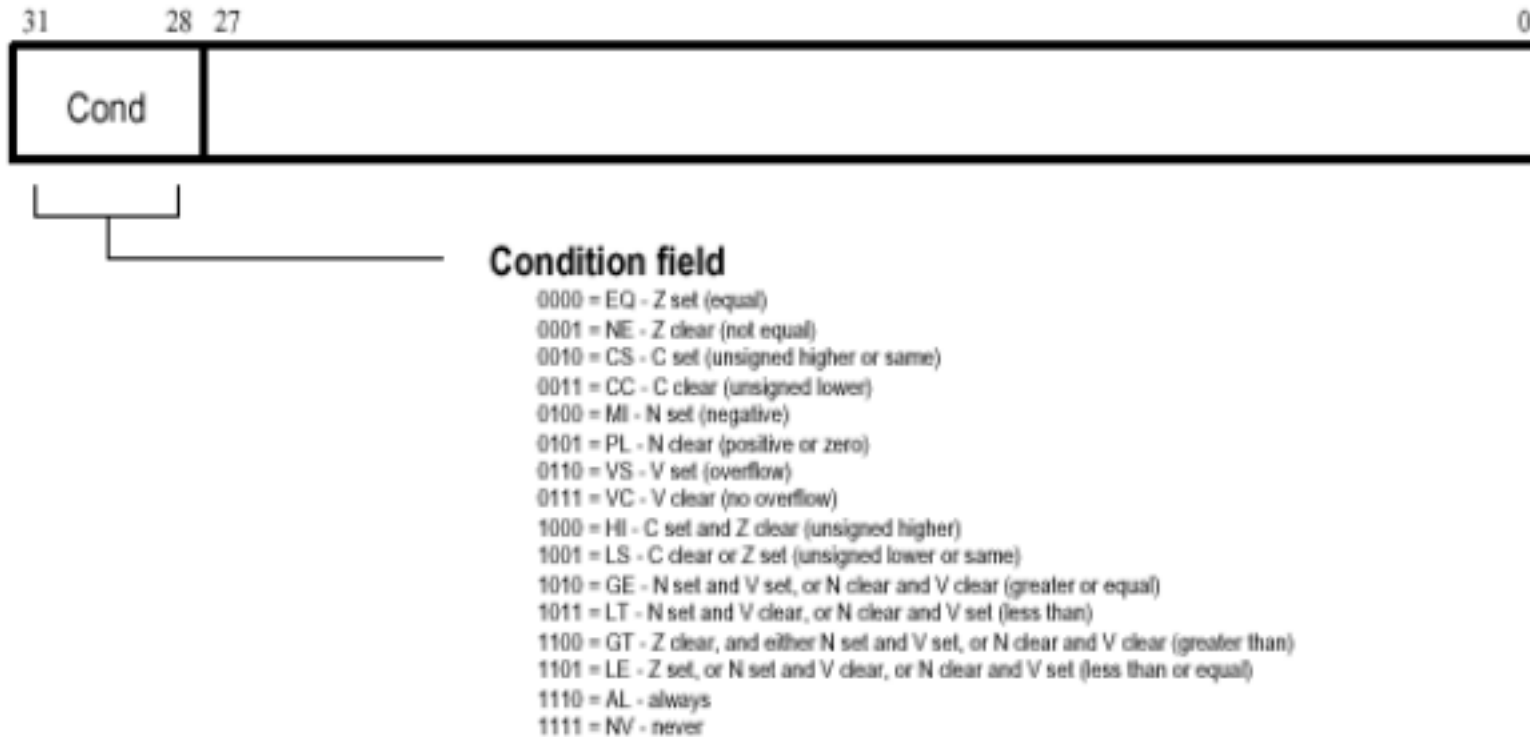 31 28 27 0
Cond
Condition field
0000 = EQ - Z set (equal)
0001 = NE - Z clear (not equal)
0010 = CS - C set (unsigned higher or same)
0011 = CC - C clear (unsigned lower)
0100 = MI - N set (negative)
0101 = PL - N clear (positive or zero)
0110 = VS - V set (overflow)
0111 = VC - V clear (no overflow)
1000 = HI - C set and Z clear (unsigned higher)
1001 = LS - C clear or Z set (unsigned lower or same)
1010 = GE - N set and V set, or N clear and V clear (greater or equal)
1011 = LT - N set and V clear, or N clear and V set (less than)
1100 = GT - Z clear, and either N set and V set, or N clear and V clear (greater than)
1101 = LE - Z set, or N set and V clear, or N clear and V set (less than or equal)
1110 = AL - always
1111 = NV - never